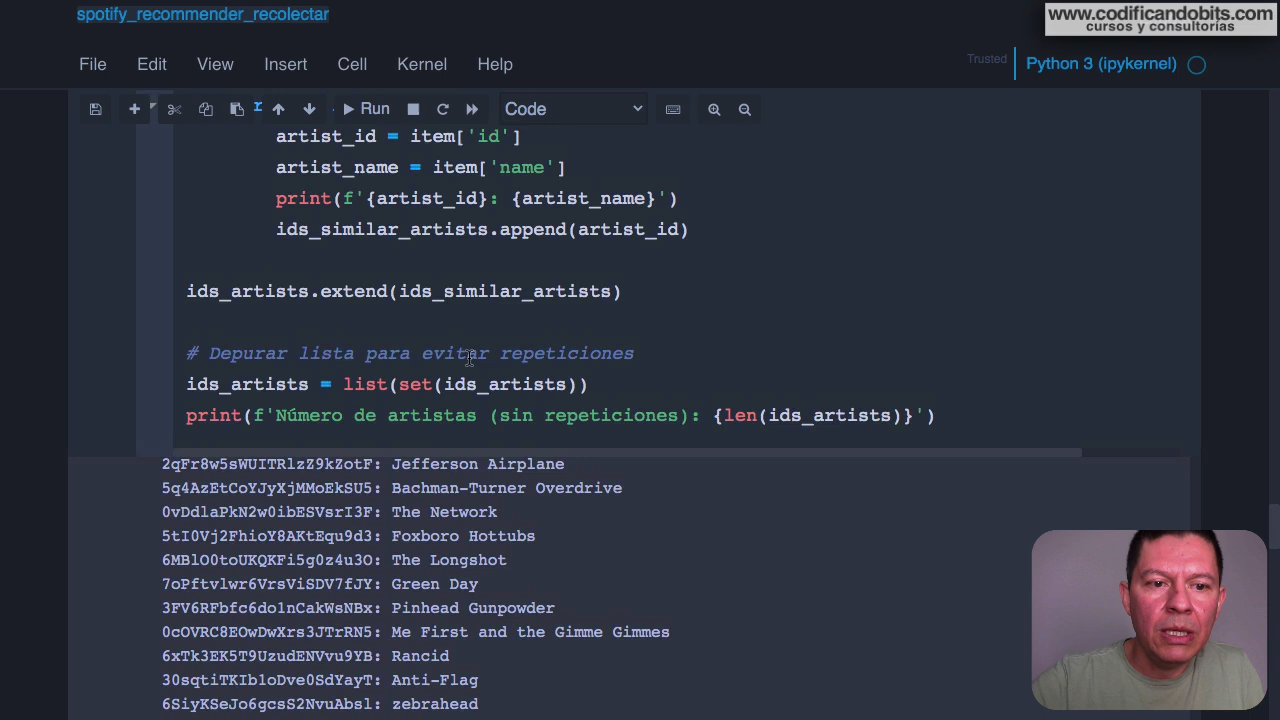 spotify_recommender_recolectar
www.codificandobits.com
cursos y consultorías
File Edit View Insert Cell Kernel Help
Trusted
Python 3 (ipykernel)
Run
Code
artist_id = item['id']
artist_name = item['name']
print(f'{artist_id}: {artist_name}')
ids_similar_artists.append(artist_id)
ids_artists.extend(ids_similar_artists)
# Depurar lista para evitar repeticiones
ids_artists = list(set(ids_artists))
print(f'Número de artistas (sin repeticiones): {len(ids_artists)}')
2qFr8w5sWUITRlzZ9kZotF: Jefferson Airplane
5q4AzEtCoYJyXjMMoEkSU5: Bachman-Turner Overdrive
0vDdlaPkN2w0ibESVsrI3F: The Network
5tI0Vj2FhioY8AKtEqu9d3: Foxboro Hottubs
6MBlO0toUKQKFi5g0z4u3O: The Longshot
7oPftvlwr6VrsViSDV7fJY: Green Day
3FV6RFbfc6do1nCakWsNBx: Pinhead Gunpowder
0cOVRC8EOwDwXrs3JTrRN5: Me First and the Gimme Gimmes
6xTk3EK5T9UzudENVvu9YB: Rancid
30sqtiTKIb1oDve0SdYayT: Anti-Flag
6SiyKSeJo6gcsS2NvuAbsl: zebrahead